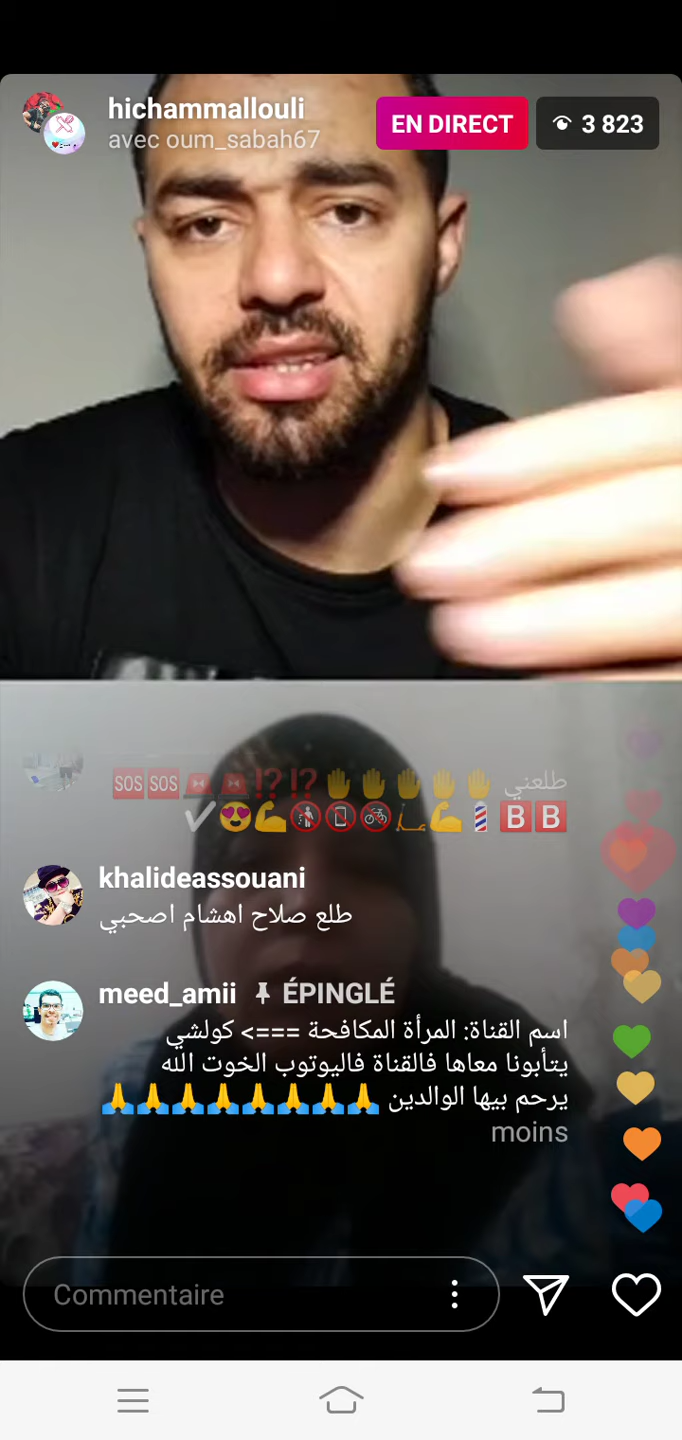 hichammallouli
avec oum_sabah67
EN DIRECT
3 823
طلعني ✋✋✋✋✋⁉️⁉️🚨🚨🆘🆘
🅱️🅱️💈💪🛴🚳📵🚷💪😍✔️
khalideassouani
طلع صلاح اهشام اصحبي
meed_amii ÉPINGLÉ
اسم القناة: المرأة المكافحة ===> كولشي
يتأبونا معاها فالقناة فاليوتوب الخوت الله
يرحم بيها الوالدين 🙏🙏🙏🙏🙏🙏🙏🙏
moins
Commentaire